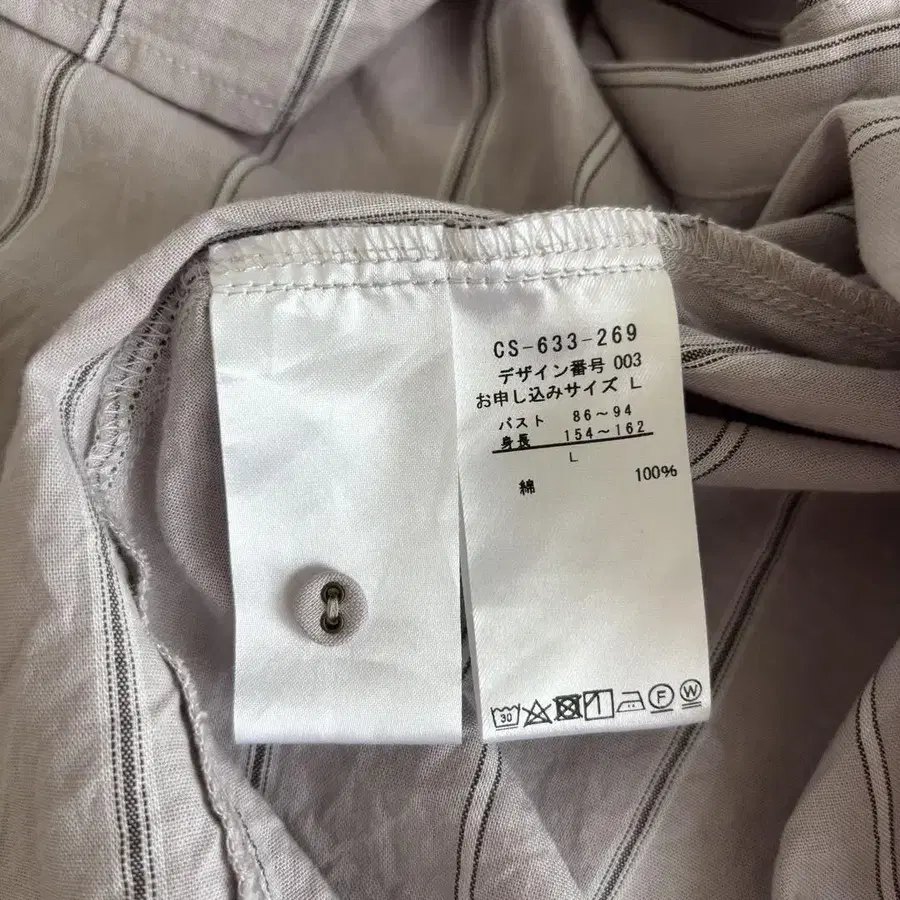 CS-633-269
デザイン番号 003
お申し込みサイズ L
バスト 86～94
身長 154～162
L
綿 100%
30 F W